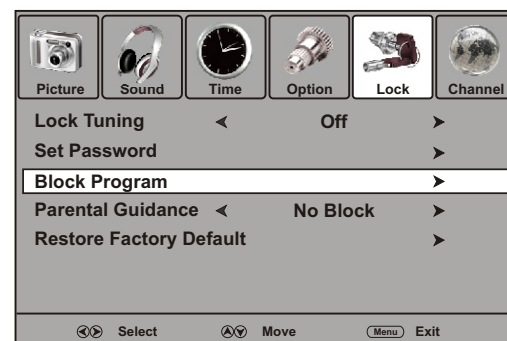 Picture Sound Time Option Lock Channel
Lock Tuning Off
Set Password
Block Program
Parental Guidance No Block
Restore Factory Default
Select Move Menu Exit